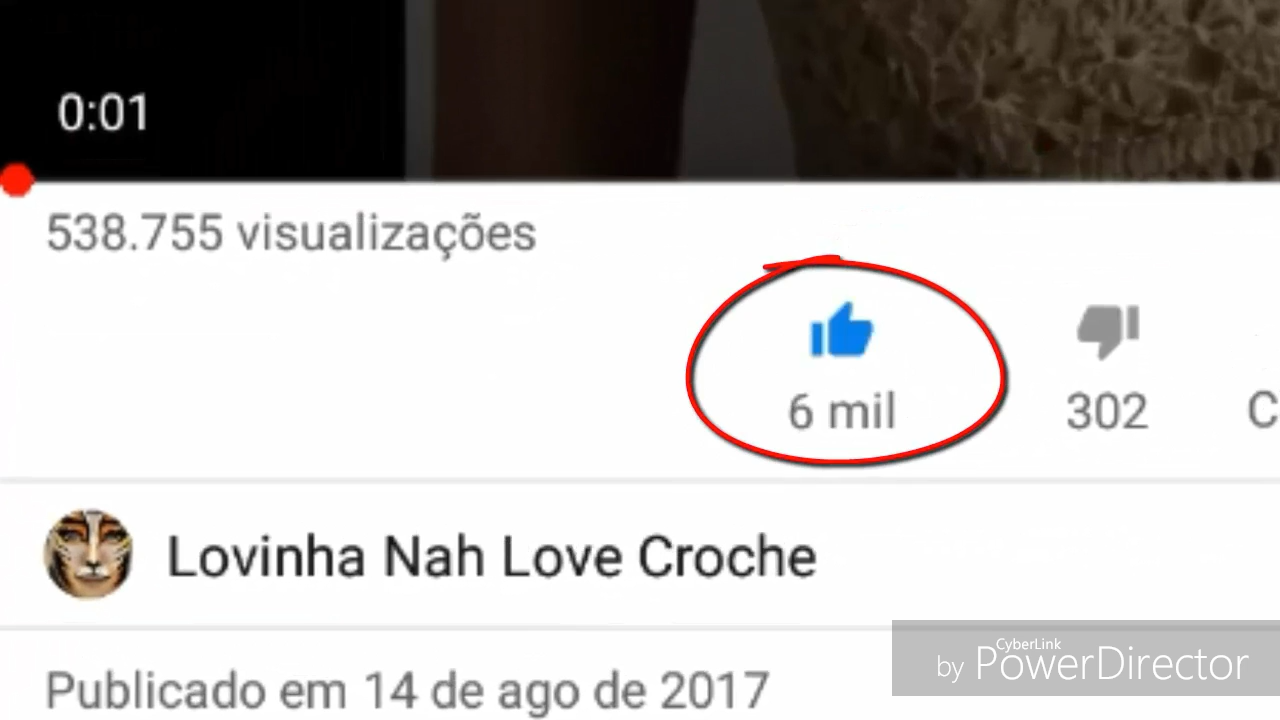 0:01
538.755 visualizações
6 mil
302
C
Lovinha Nah Love Croche
Publicado em 14 de ago de 2017
CyberLink
by PowerDirector